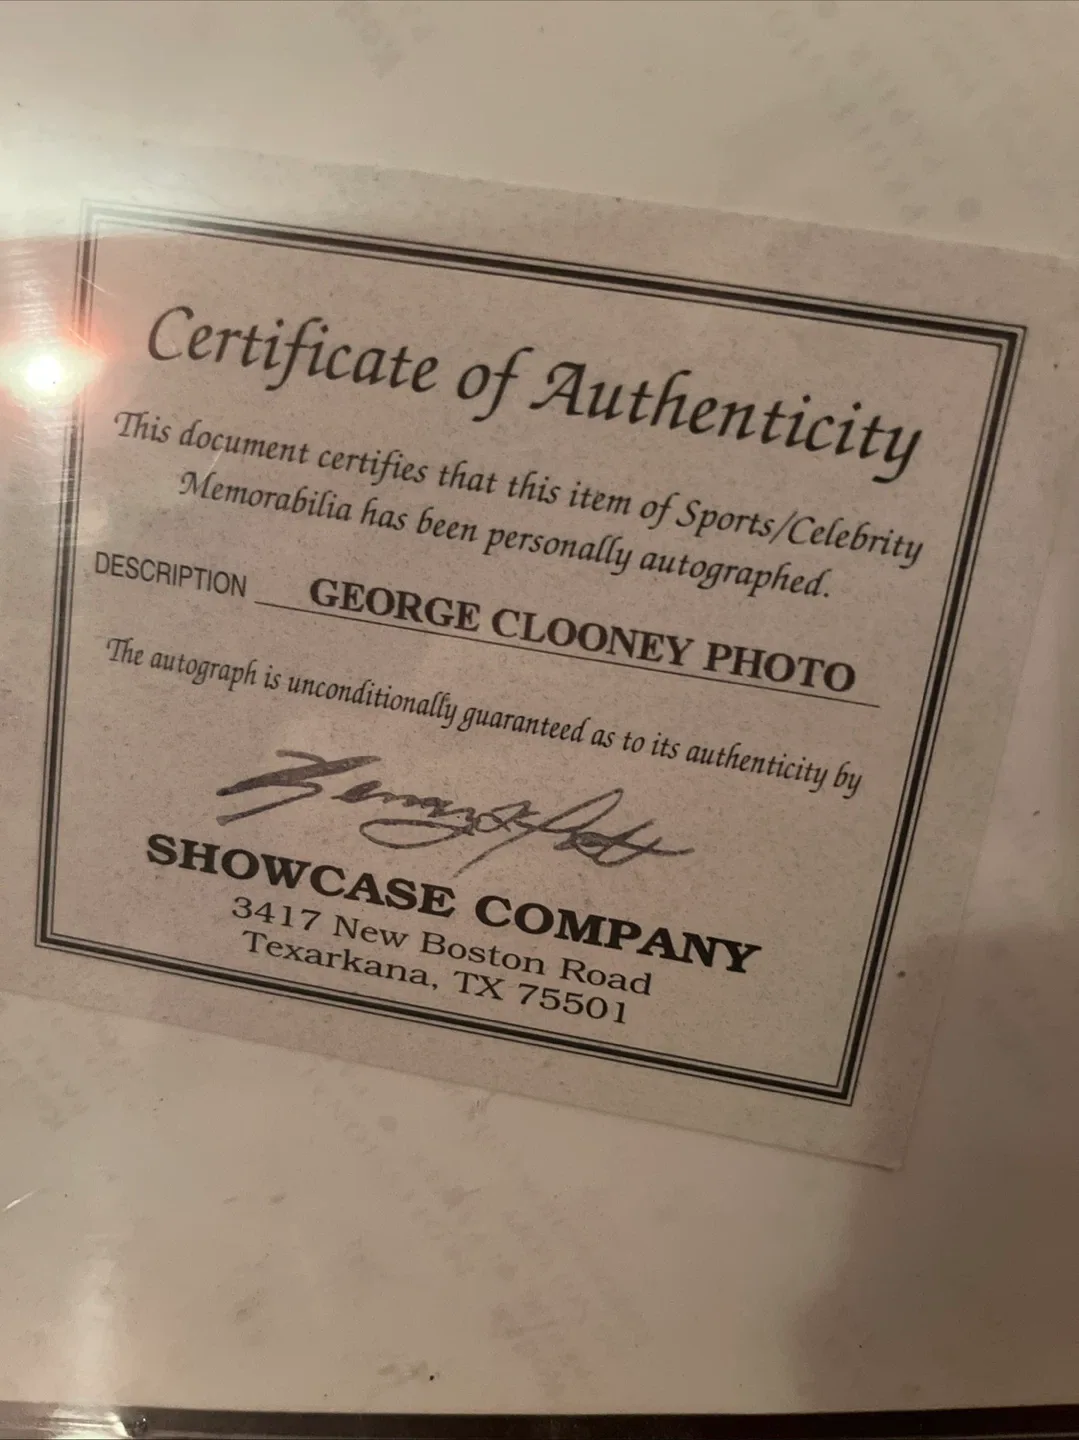 Certificate of Authenticity
This document certifies that this item of Sports/Celebrity
Memorabilia has been personally autographed.
DESCRIPTION GEORGE CLOONEY PHOTO
The autograph is unconditionally guaranteed as to its authenticity by
SHOWCASE COMPANY
3417 New Boston Road
Texarkana, TX 75501